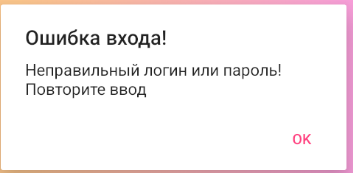 Ошибка входа!
Неправильный логин или пароль!
Повторите ввод
OK